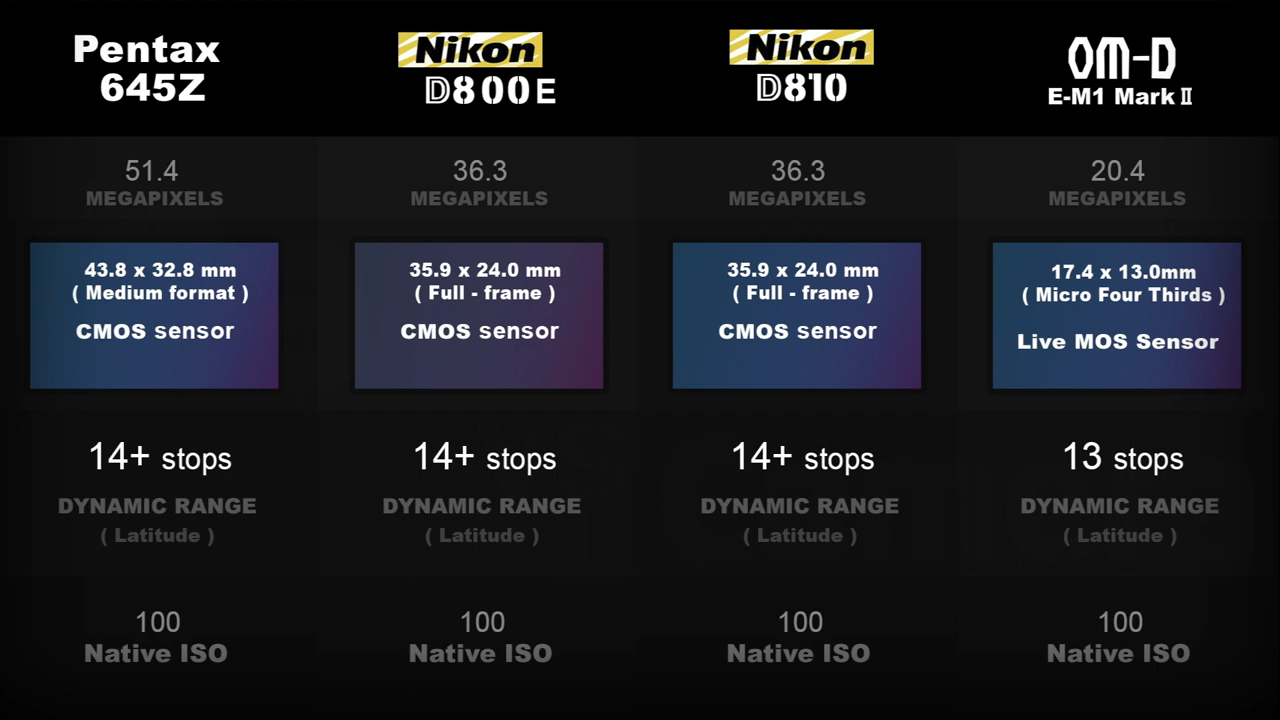 Pentax
645Z
Nikon
D800E
Nikon
D810
OM-D
E-M1 Mark II
51.4
MEGAPIXELS
36.3
MEGAPIXELS
36.3
MEGAPIXELS
20.4
MEGAPIXELS
43.8 x 32.8 mm
( Medium format )
CMOS sensor
35.9 x 24.0 mm
( Full - frame )
CMOS sensor
35.9 x 24.0 mm
( Full - frame )
CMOS sensor
17.4 x 13.0mm
( Micro Four Thirds )
Live MOS Sensor
14+ stops
DYNAMIC RANGE
( Latitude )
14+ stops
DYNAMIC RANGE
( Latitude )
14+ stops
DYNAMIC RANGE
( Latitude )
13 stops
DYNAMIC RANGE
( Latitude )
100
Native ISO
100
Native ISO
100
Native ISO
100
Native ISO